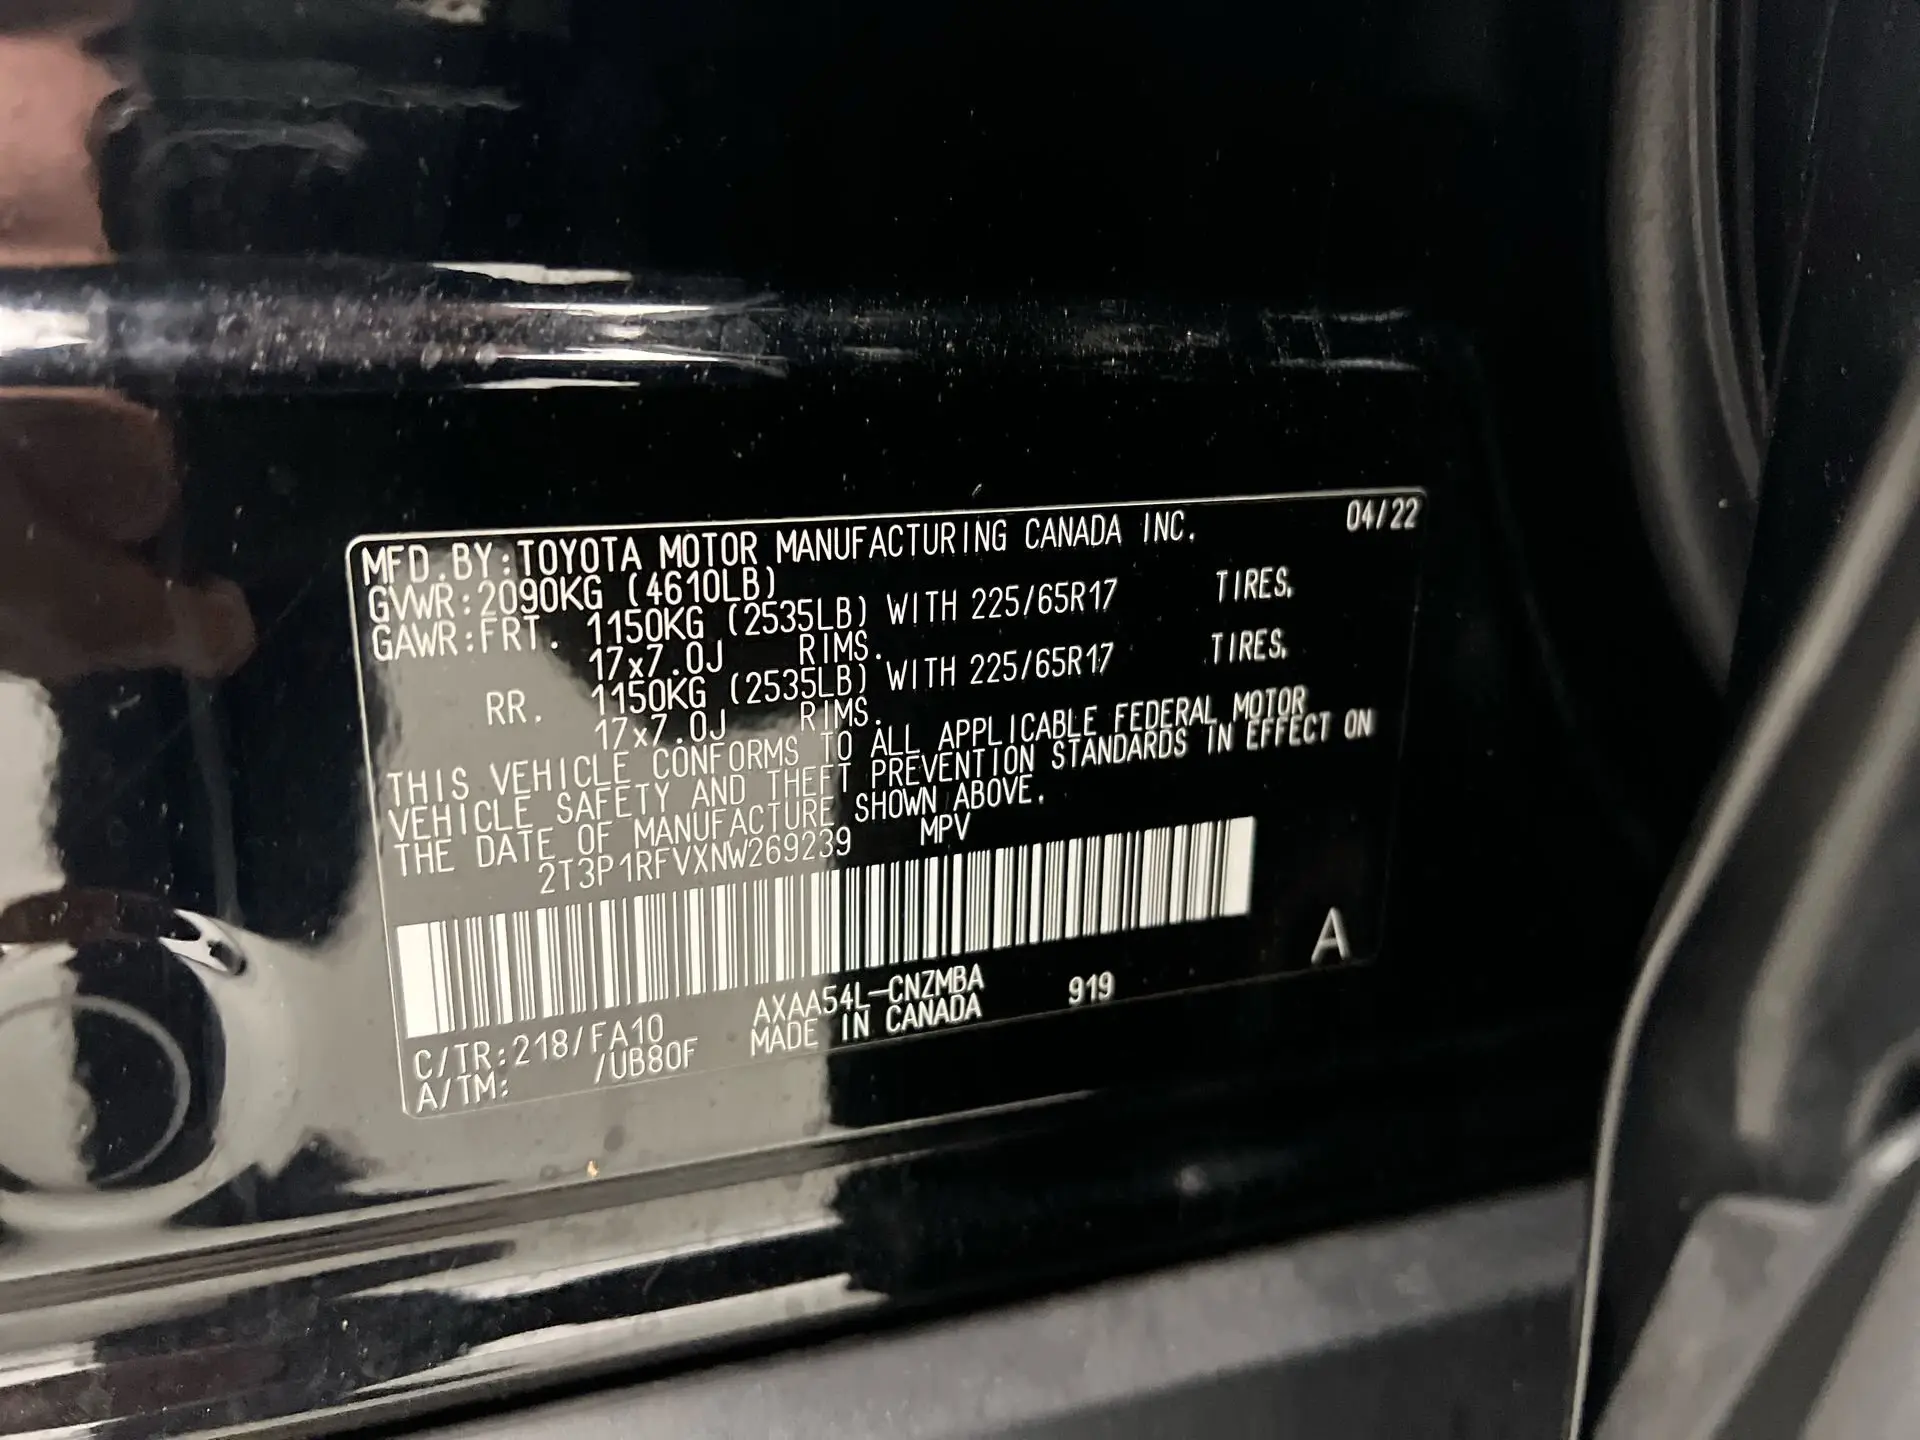 MFD.BY:TOYOTA MOTOR MANUFACTURING CANADA INC. 04/22
GVWR:2090KG (4610LB)
GAWR:FRT. 1150KG (2535LB) WITH 225/65R17 TIRES,
17x7.0J RIMS.
RR. 1150KG (2535LB) WITH 225/65R17 TIRES,
17x7.0J RIMS.
THIS VEHICLE CONFORMS TO ALL APPLICABLE FEDERAL MOTOR
VEHICLE SAFETY AND THEFT PREVENTION STANDARDS IN EFFECT ON
THE DATE OF MANUFACTURE SHOWN ABOVE.
2T3P1RFVXNW269239 MPV
A
C/TR:218/FA10 AXAA54L-CNZMBA 919
A/TM: /UB80F MADE IN CANADA